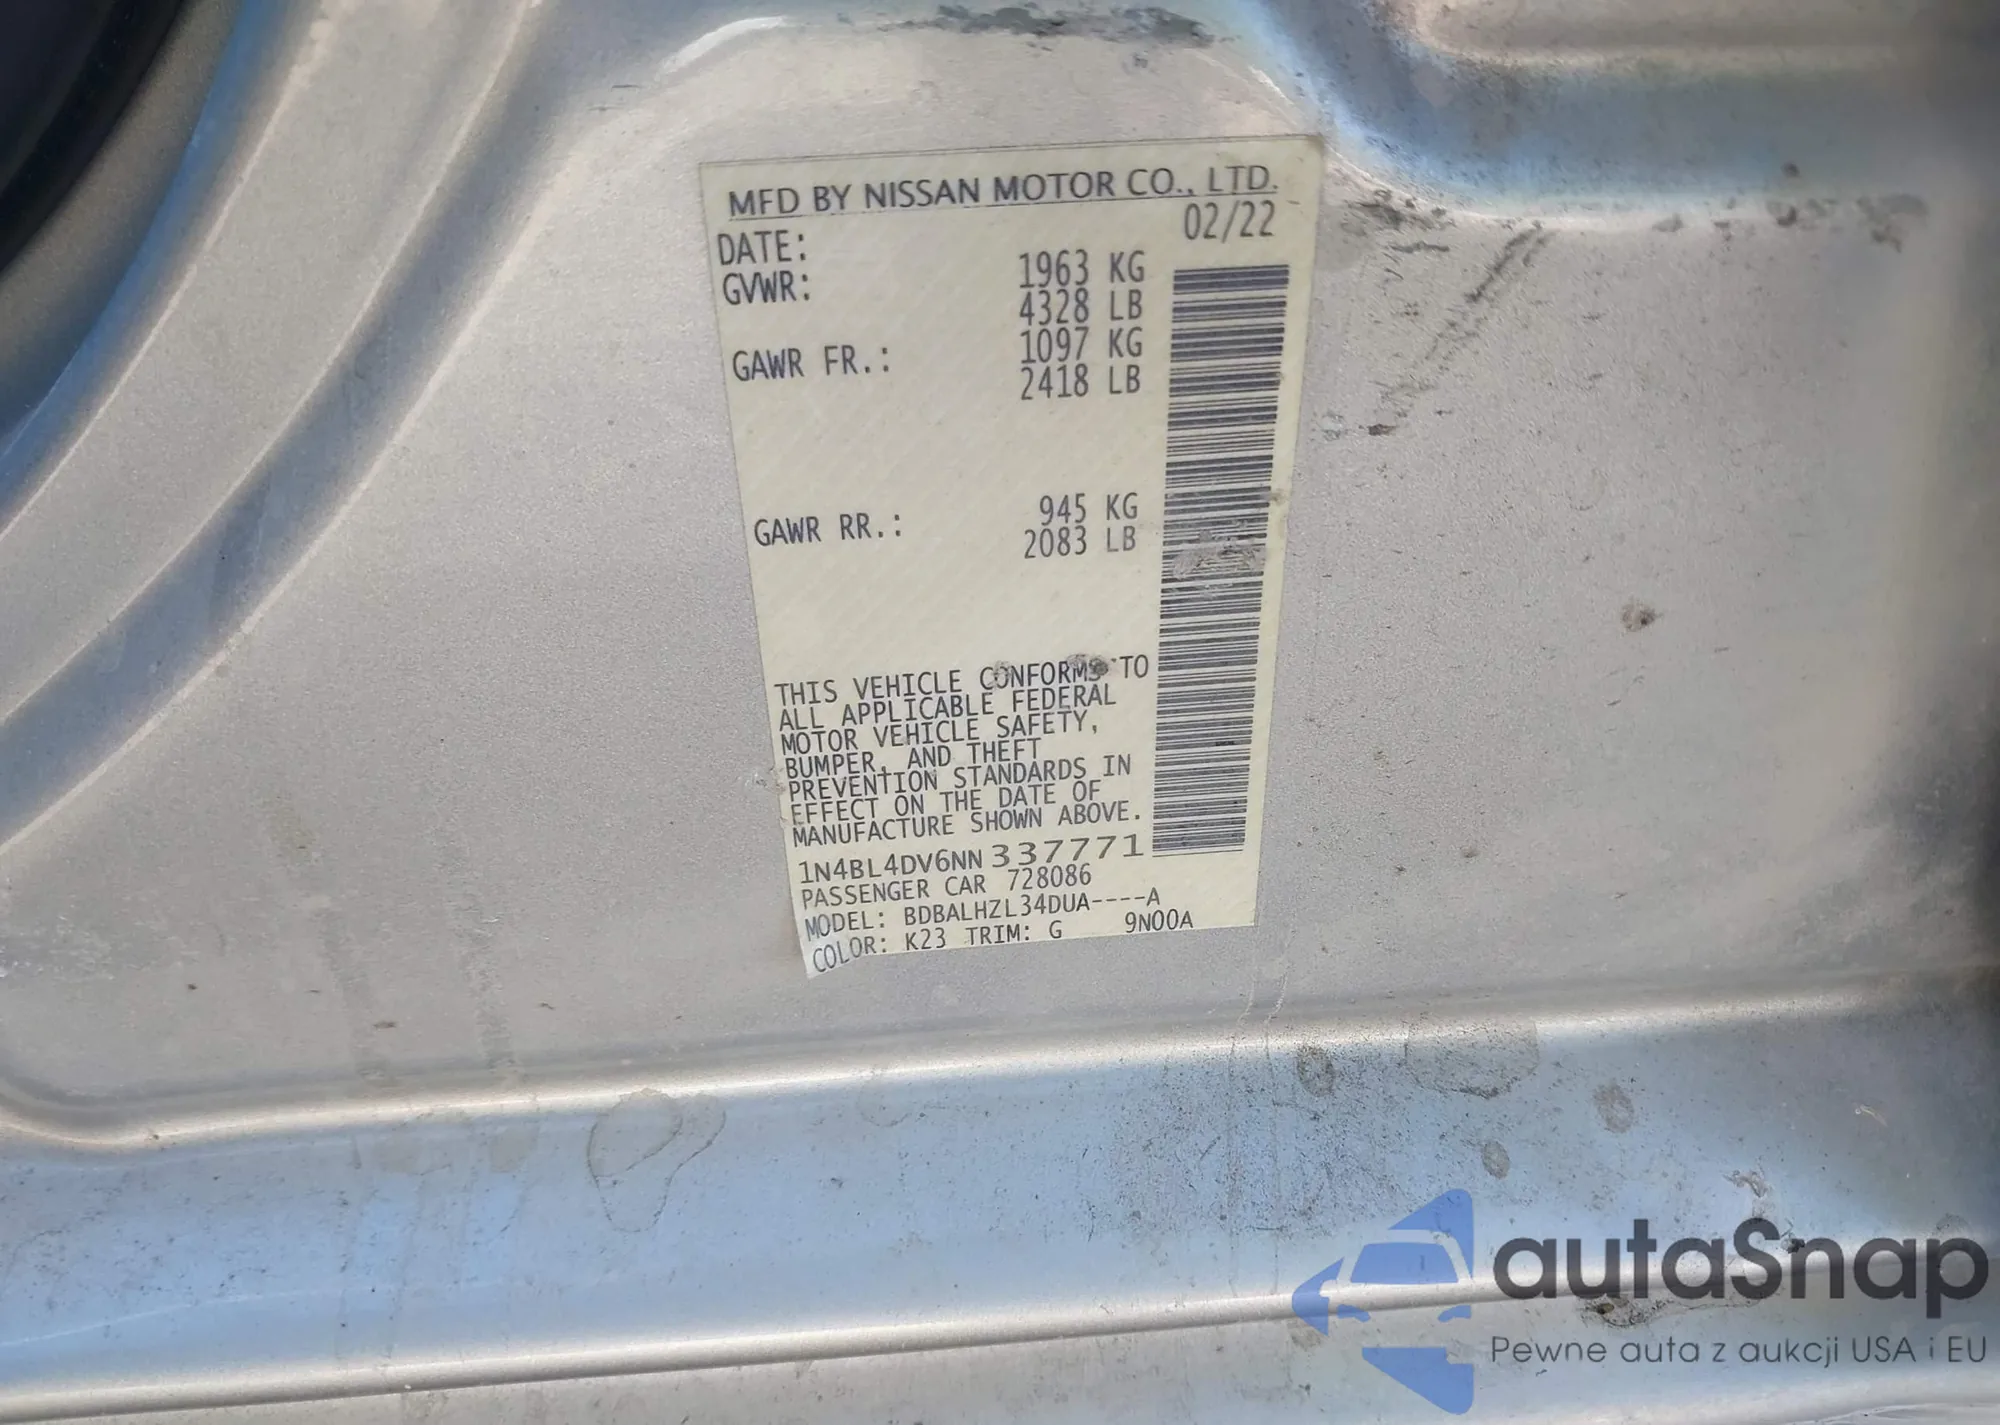 MFD BY NISSAN MOTOR CO., LTD.
DATE: 02/22
GVWR: 1963 KG
4328 LB
GAWR FR.: 1097 KG
2418 LB
GAWR RR.: 945 KG
2083 LB
THIS VEHICLE CONFORMS TO
ALL APPLICABLE FEDERAL
MOTOR VEHICLE SAFETY,
BUMPER, AND THEFT
PREVENTION STANDARDS IN
EFFECT ON THE DATE OF
MANUFACTURE SHOWN ABOVE.
1N4BL4DV6NN337771
PASSENGER CAR 728086
MODEL: BDBALHZL34DUA----A
COLOR: K23 TRIM: G 9N00A
autaSnap
Pewne auta z aukcji USA i EU